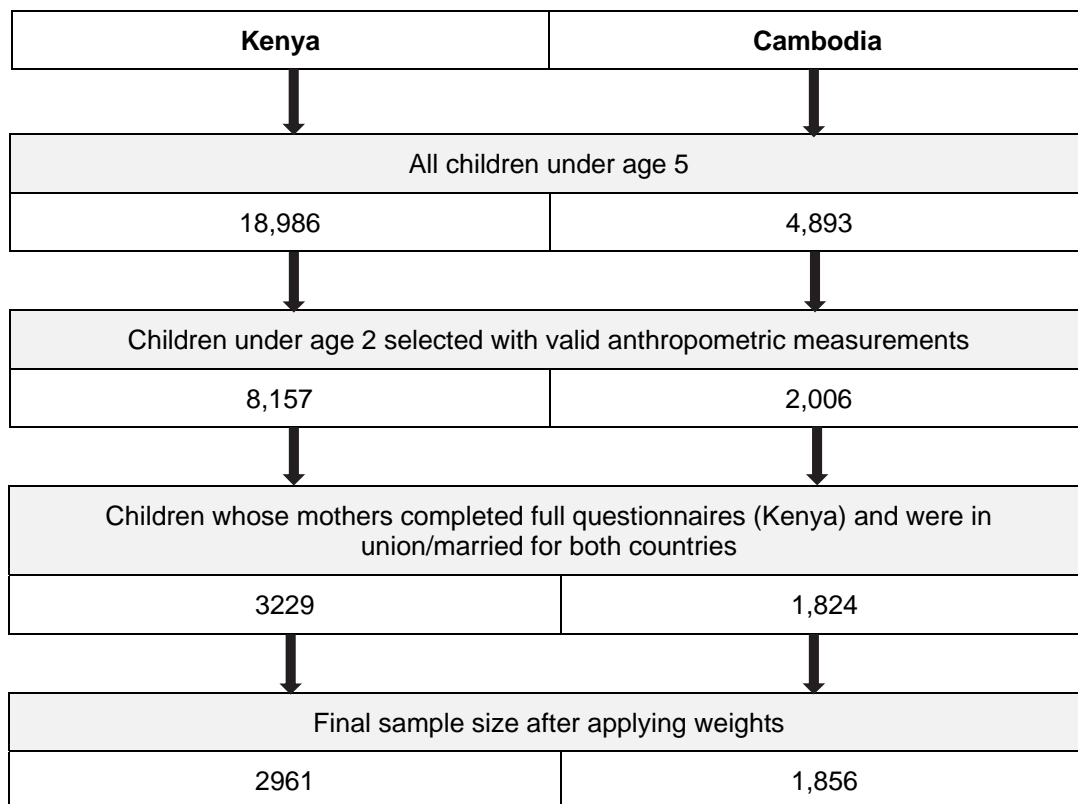 Kenya Cambodia
All children under age 5
18,986 4,893
Children under age 2 selected with valid anthropometric measurements
8,157 2,006
Children whose mothers completed full questionnaires (Kenya) and were in
union/married for both countries
3229 1,824
Final sample size after applying weights
2961 1,856